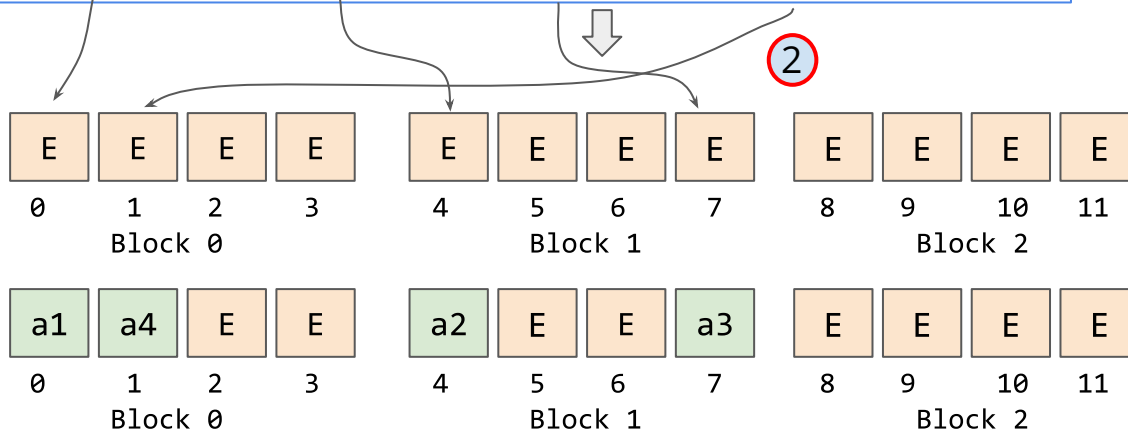 2
E E E E E E E E E E E E
0 1 2 3 4 5 6 7 8 9 10 11
Block 0 Block 1 Block 2
a1 a4 E E a2 E E a3 E E E E
0 1 2 3 4 5 6 7 8 9 10 11
Block 0 Block 1 Block 2